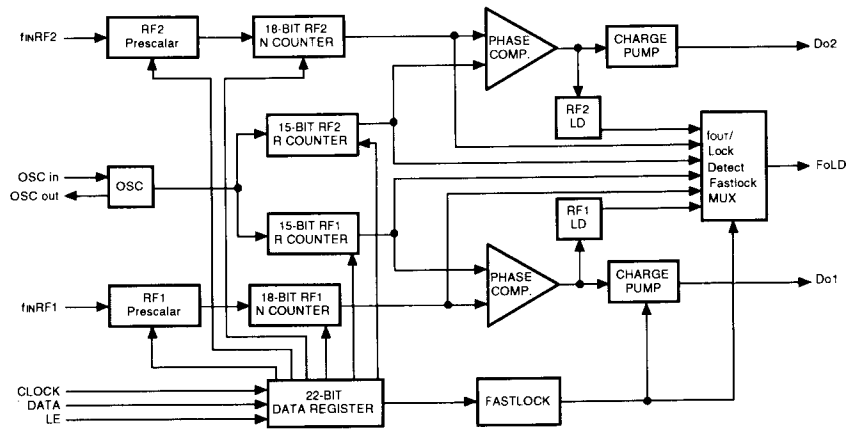 fINRF2
RF2
Prescalar
18-BIT RF2
N COUNTER
PHASE
COMP.
CHARGE
PUMP
Do2
RF2
LD
15-BIT RF2
R COUNTER
fout/
Lock
Detect
Fastlock
MUX
FoLD
OSC in
OSC out
OSC
15-BIT RF1
R COUNTER
RF1
LD
PHASE
COMP.
CHARGE
PUMP
Do1
fINRF1
RF1
Prescalar
18-BIT RF1
N COUNTER
CLOCK
DATA
LE
22-BIT
DATA REGISTER
FASTLOCK